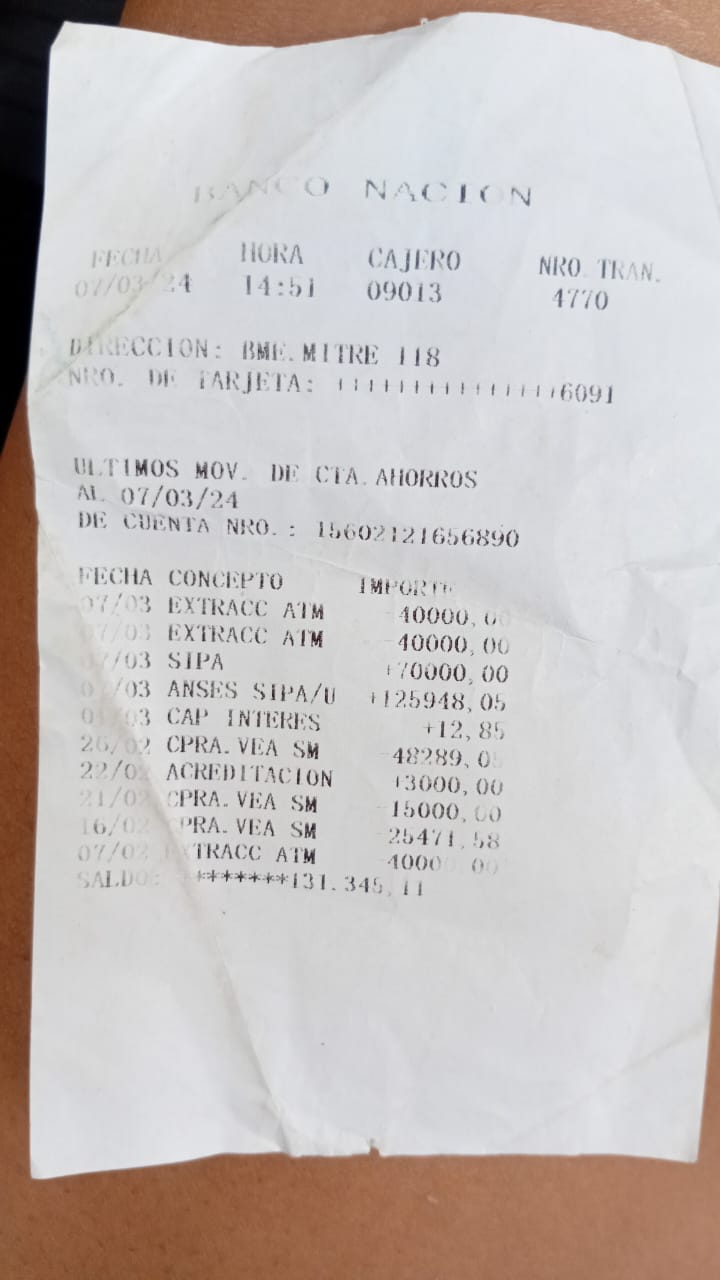 BANCO NACION
FECHA HORA CAJERO NRO. TRAN.
07/03/24 14:51 09013 4770
DIRECCION: BME.MITRE 118
NRO. DE TARJETA: 6091
ULTIMOS MOV. DE CTA.AHORROS
AL 07/03/24
DE CUENTA NRO.: 15602121656890
FECHA CONCEPTO IMPORTE
07/03 EXTRACC ATM -40000,00
07/03 EXTRACC ATM -40000,00
07/03 SIPA +70000,00
07/03 ANSES SIPA/U +125948,05
03 CAP INTERES +12,85
26/02 CPRA.VEA SM -48289,05
22/02 ACREDITACION +3000,00
21/02 CPRA.VEA SM -15000,00
16/02 CPRA.VEA SM -25471,58
07/02 EXTRACC ATM -40000,00
SALDO: ********131.345,11